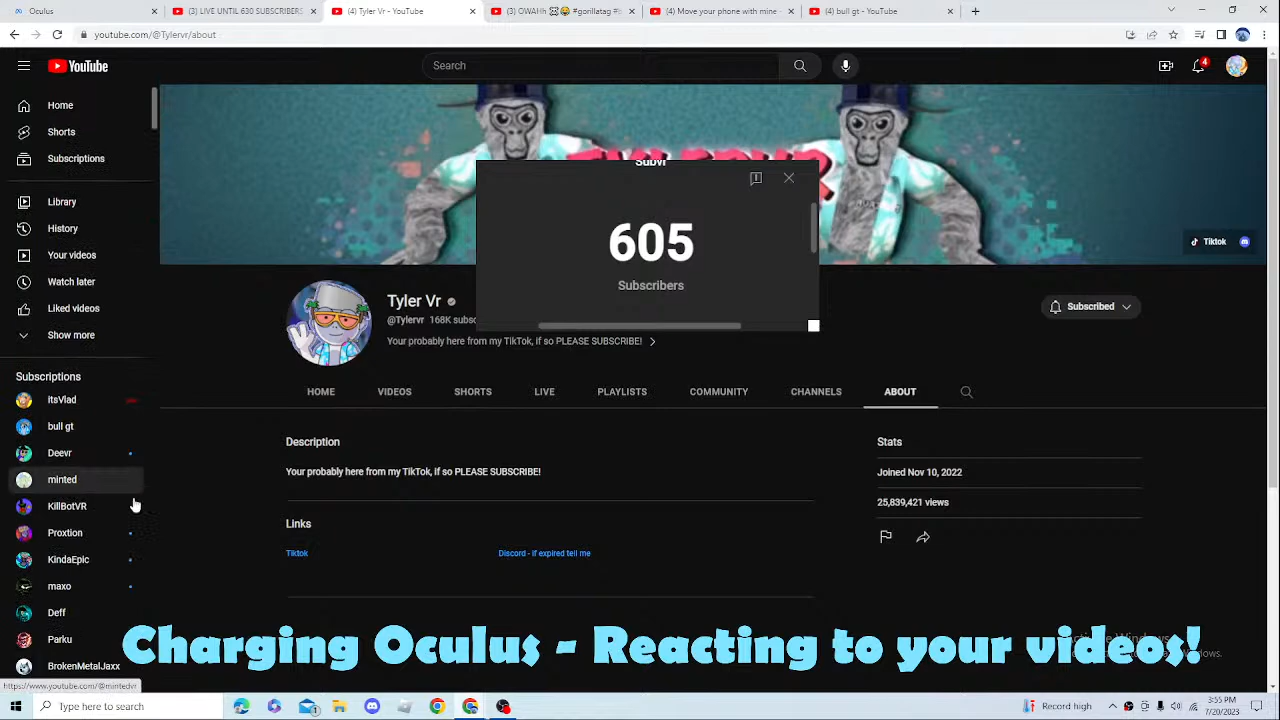 Oculus
[LIVE UNTIL 630 SUBSCRIBERS
(4) Tyler Vr - YouTube
#gorillatag
(4) Move your phone with me
(4) bull gt - YouTube
youtube.com/@Tylervr/about
YouTube
Search
4
Home
Shorts
Subscriptions
Library
History
Your videos
Watch later
Liked videos
Show more
Subscriptions
ItsVlad
bull gt
Deevr
minted
KillBotVR
Proxtion
KindaEpic
maxo
Deff
Parku
BrokenMetalJaxx
https://www.youtube.com/@mintedvr
Subvr
605
Subscribers
Tiktok
Tyler Vr
@Tylervr 168K subsc
Your probably here from my TikTok, if so PLEASE SUBSCRIBE!
Subscribed
HOME
VIDEOS
SHORTS
LIVE
PLAYLISTS
COMMUNITY
CHANNELS
ABOUT
Description
Your probably here from my TikTok, if so PLEASE SUBSCRIBE!
Links
Tiktok
Discord - If expired tell me
Stats
Joined Nov 10, 2022
25,839,421 views
Charging Oculus - Reacting to your videos!
Type here to search
1
Record high
3:55 PM
7/20/2023